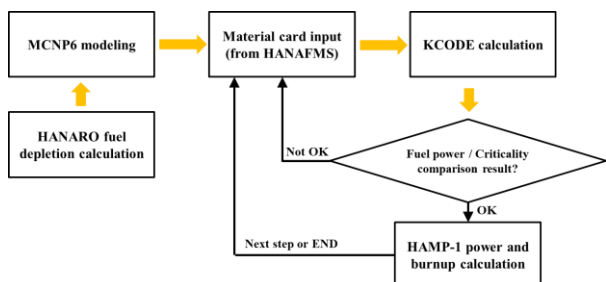 MCNP6 modeling
Material card input
(from HANAFMS)
KCODE calculation
HANARO fuel
depletion calculation
Not OK
Fuel power / Criticality
comparison result?
OK
Next step or END
HAMP-1 power and
burnup calculation